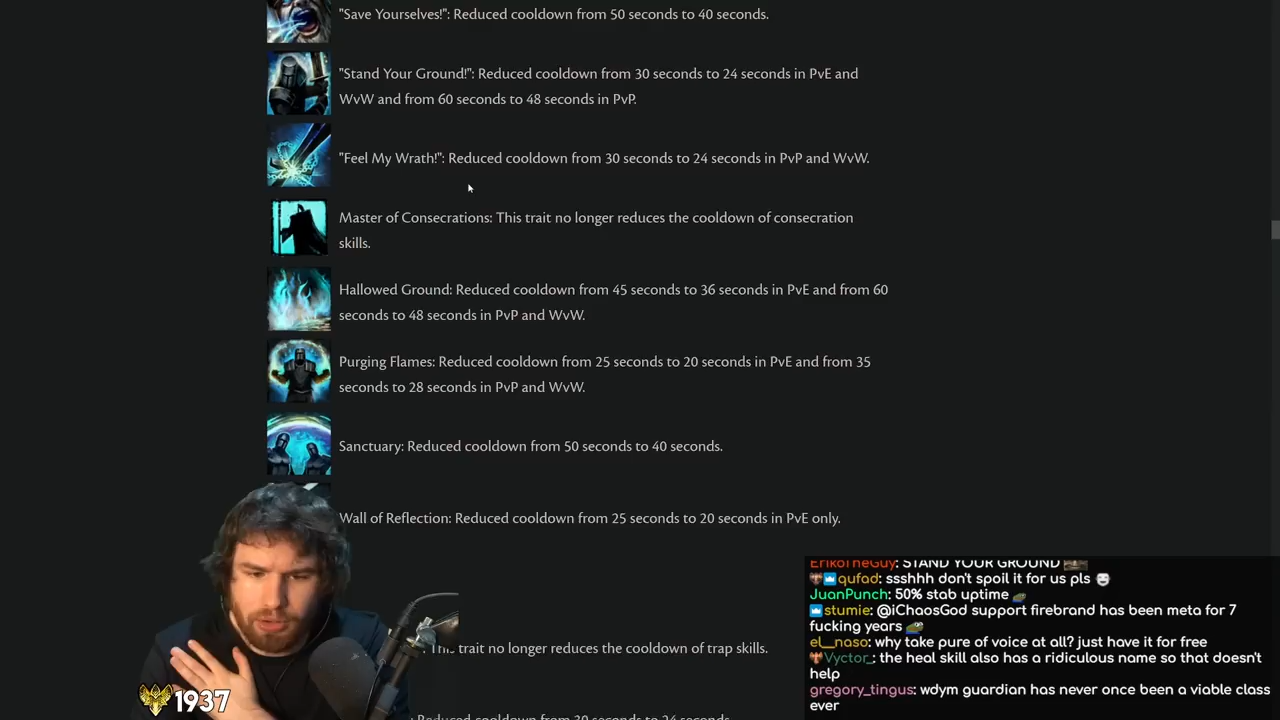 "Save Yourselves!": Reduced cooldown from 50 seconds to 40 seconds.
"Stand Your Ground!": Reduced cooldown from 30 seconds to 24 seconds in PvE and
WvW and from 60 seconds to 48 seconds in PvP.
"Feel My Wrath!": Reduced cooldown from 30 seconds to 24 seconds in PvP and WvW.
Master of Consecrations: This trait no longer reduces the cooldown of consecration
skills.
Hallowed Ground: Reduced cooldown from 45 seconds to 36 seconds in PvE and from 60
seconds to 48 seconds in PvP and WvW.
Purging Flames: Reduced cooldown from 25 seconds to 20 seconds in PvE and from 35
seconds to 28 seconds in PvP and WvW.
Sanctuary: Reduced cooldown from 50 seconds to 40 seconds.
Wall of Reflection: Reduced cooldown from 25 seconds to 20 seconds in PvE only.
This trait no longer reduces the cooldown of trap skills.
: Reduced cooldown from 30 seconds to 24 seconds.
1937
ErikoTheGuy: STAND YOUR GROUND
qufad: ssshhh don't spoil it for us pls
JuanPunch: 50% stab uptime
stumie: @iChaosGod support firebrand has been meta for 7
fucking years
el__naso: why take pure of voice at all? just have it for free
Vyctor_: the heal skill also has a ridiculous name so that doesn't
help
gregory_tingus: wdym guardian has never once been a viable class
ever